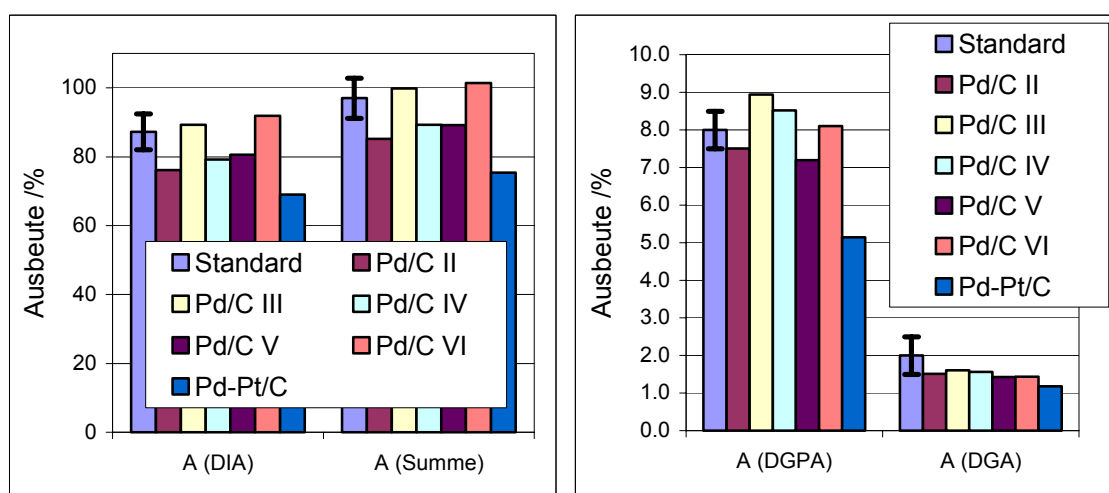 Ausbeute /%
100
80
60
40
20
0
Standard Pd/C II
Pd/C III Pd/C IV
Pd/C V Pd/C VI
Pd-Pt/C
A (DIA) A (Summe)
Ausbeute /%
10.0
9.0
8.0
7.0
6.0
5.0
4.0
3.0
2.0
1.0
0.0
Standard
Pd/C II
Pd/C III
Pd/C IV
Pd/C V
Pd/C VI
Pd-Pt/C
A (DGPA) A (DGA)